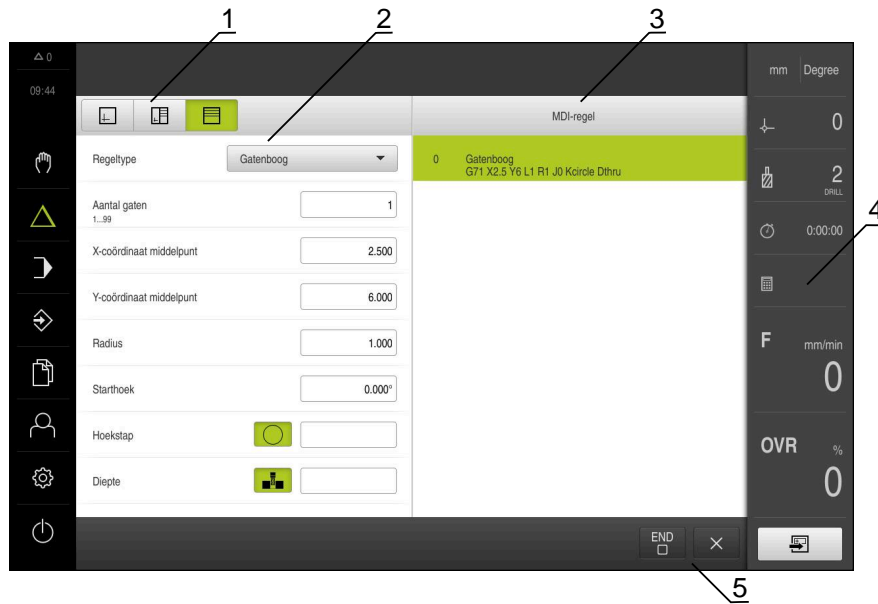 1 2 3
0
09:44
mm Degree
MDI-regel
0
Regeltype Gatenboog
0 Gatenboog
G71 X2.5 Y6 L1 R1 J0 Kcircle Dthru
2
DRILL
Aantal gaten 1
1...99
4
0:00:00
X-coördinaat middelpunt 2.500
Y-coördinaat middelpunt 6.000
Radius 1.000
F mm/min
0
Starthoek 0.000°
Hoekstap
OVR %
0
Diepte
END
5